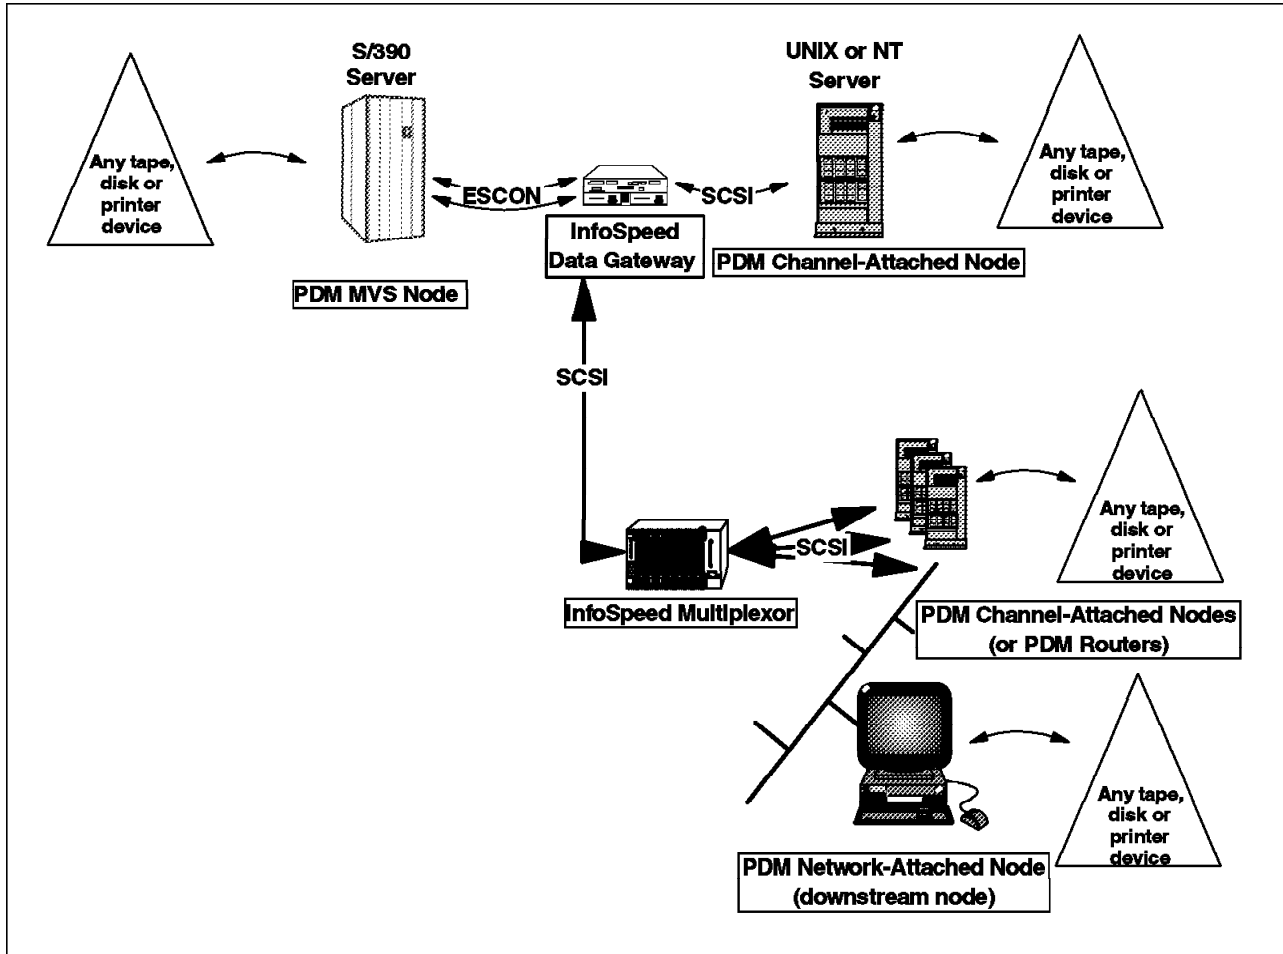 S/390
Server
UNIX or NT
Server
Any tape,
disk or
printer
device
ESCON
SCSI
Any tape,
disk or
printer
device
InfoSpeed
Data Gateway
PDM Channel-Attached Node
PDM MVS Node
SCSI
Any tape,
disk or
printer
device
SCSI
InfoSpeed Multiplexor
PDM Channel-Attached Nodes
(or PDM Routers)
Any tape,
disk or
printer
device
PDM Network-Attached Node
(downstream node)